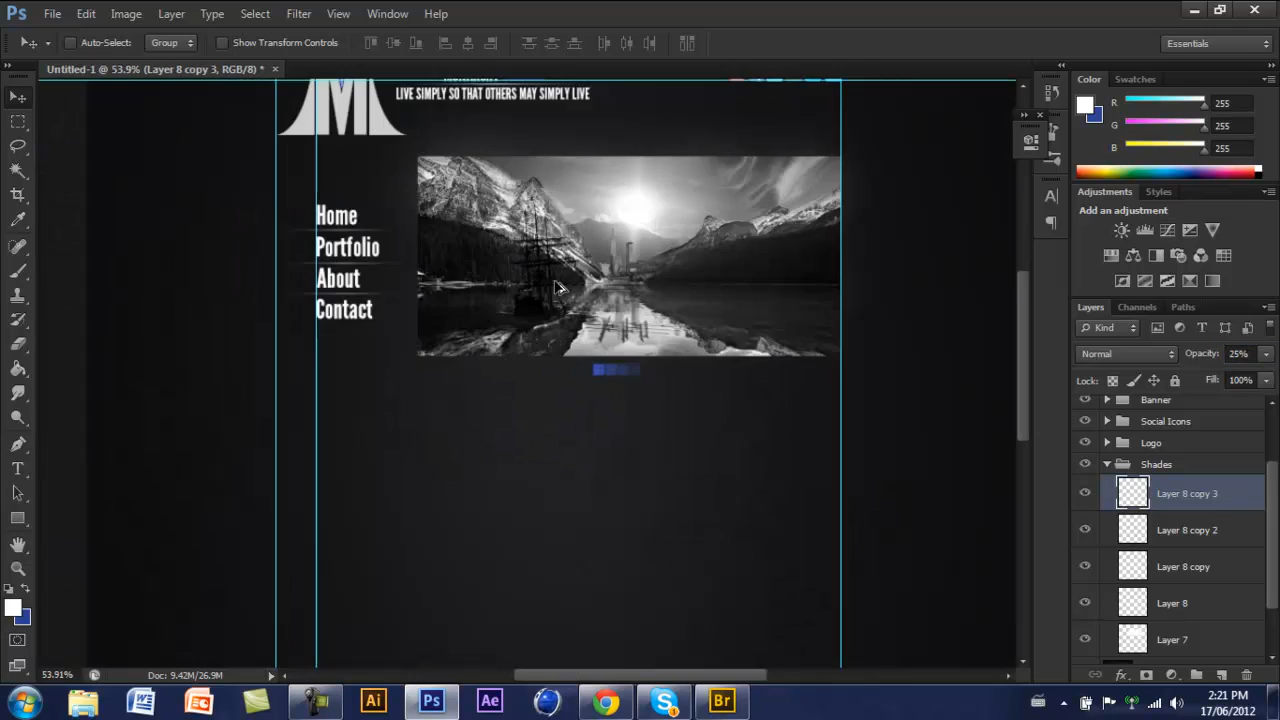 Ps File Edit Image Layer Type Select Filter View Window Help
Auto-Select: Group Show Transform Controls Essentials
Untitled-1 @ 53.9% (Layer 8 copy 3, RGB/8) * ×
M
LIVE SIMPLY SO THAT OTHERS MAY SIMPLY LIVE
Home
Portfolio
About
Contact
Color Swatches
R 255
G 255
B 255
Adjustments Styles
Add an adjustment
Layers Channels Paths
Kind
Normal Opacity: 25%
Lock: Fill: 100%
Banner
Social Icons
Logo
Shades
Layer 8 copy 3
Layer 8 copy 2
Layer 8 copy
Layer 8
Layer 7
53.91% Doc: 9.42M/26.9M
Ai Ps Ae Br
2:21 PM
17/06/2012